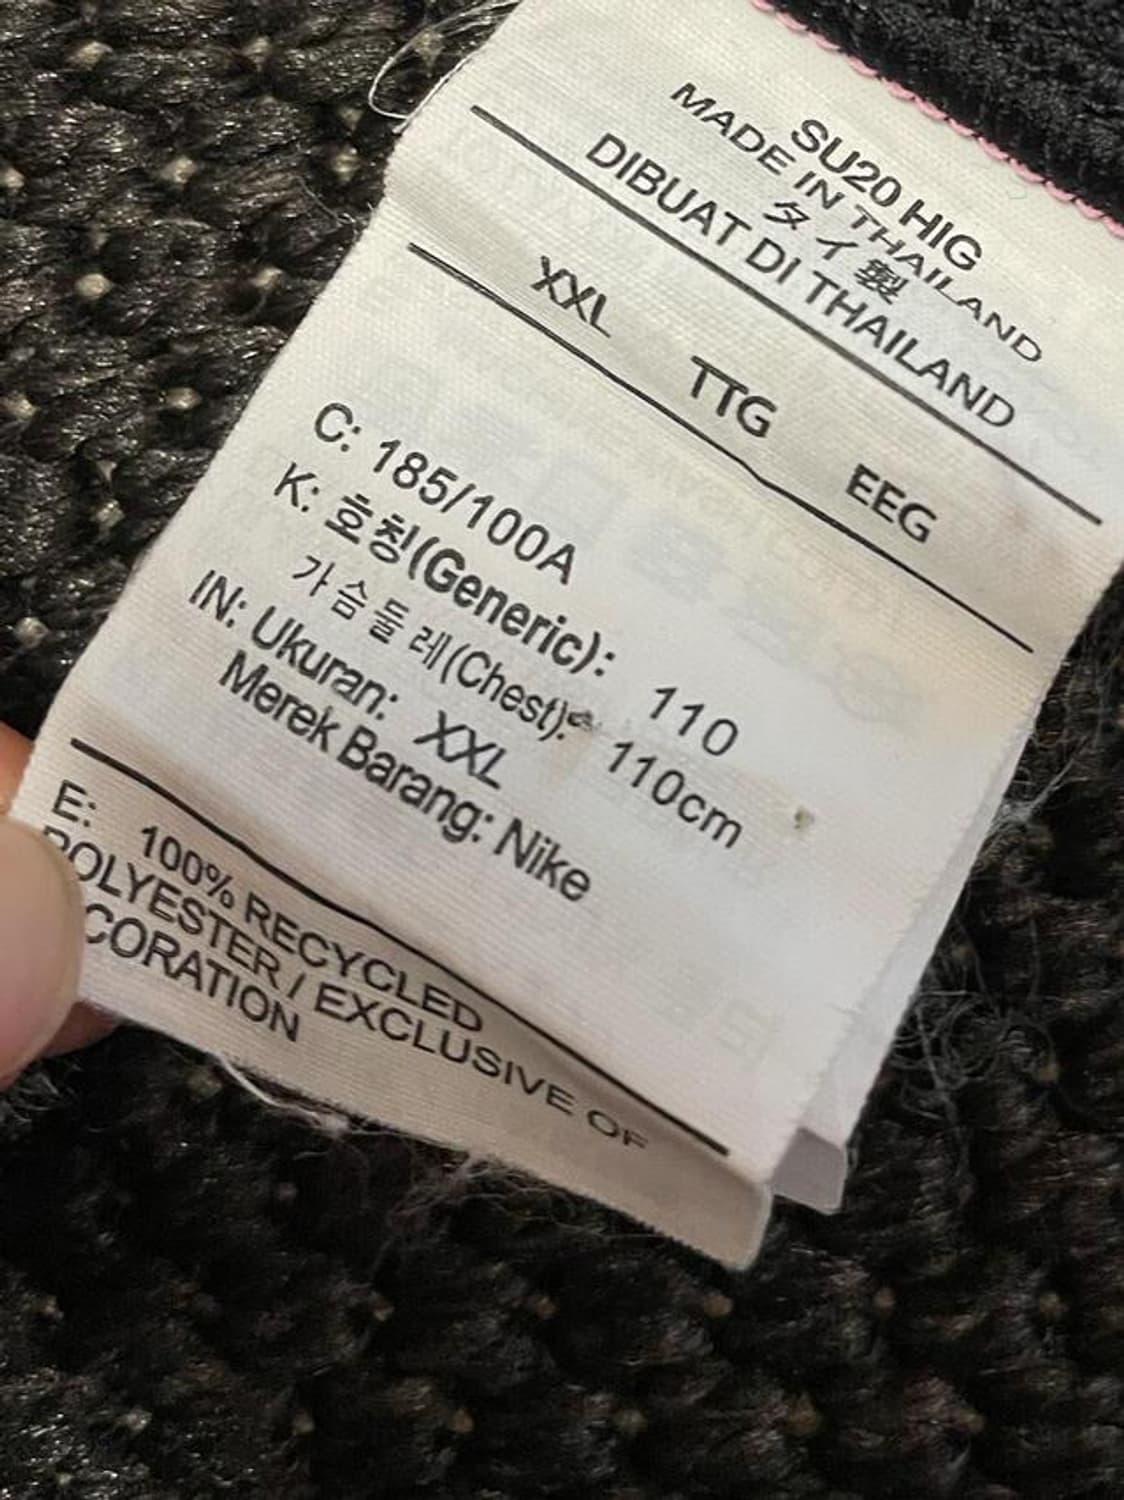 SU20 HIG
MADE IN THAILAND
タイ製
DIBUAT DI THAILAND
XXL TTG EEG
C: 185/100A
K: 호칭(Generic): 110
가슴둘레(Chest): 110cm
IN: Ukuran: XXL
Merek Barang: Nike
E: 100% RECYCLED
POLYESTER / EXCLUSIVE OF
CORATION